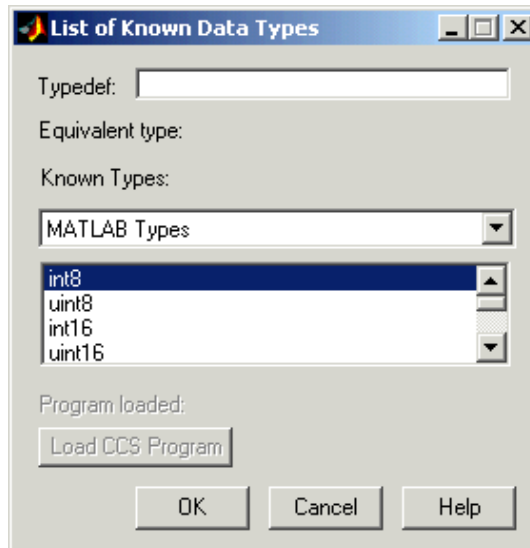 List of Known Data Types
Typedef:
Equivalent type:
Known Types:
MATLAB Types
int8
uint8
int16
uint16
Program loaded:
Load CCS Program
OK Cancel Help